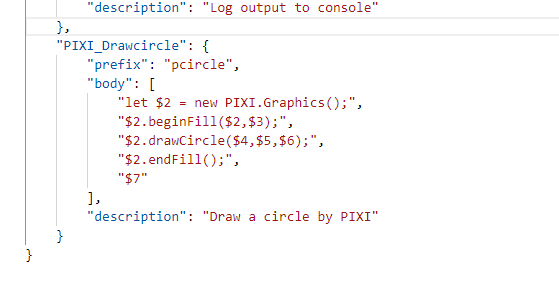 "description": "Log output to console"
},
"PIXI_Drawcircle": {
"prefix": "pcircle",
"body": [
"let $2 = new PIXI.Graphics();",
"$2.beginFill($2,$3);",
"$2.drawCircle($4,$5,$6);",
"$2.endFill();",
"$7"
],
"description": "Draw a circle by PIXI"
}
}